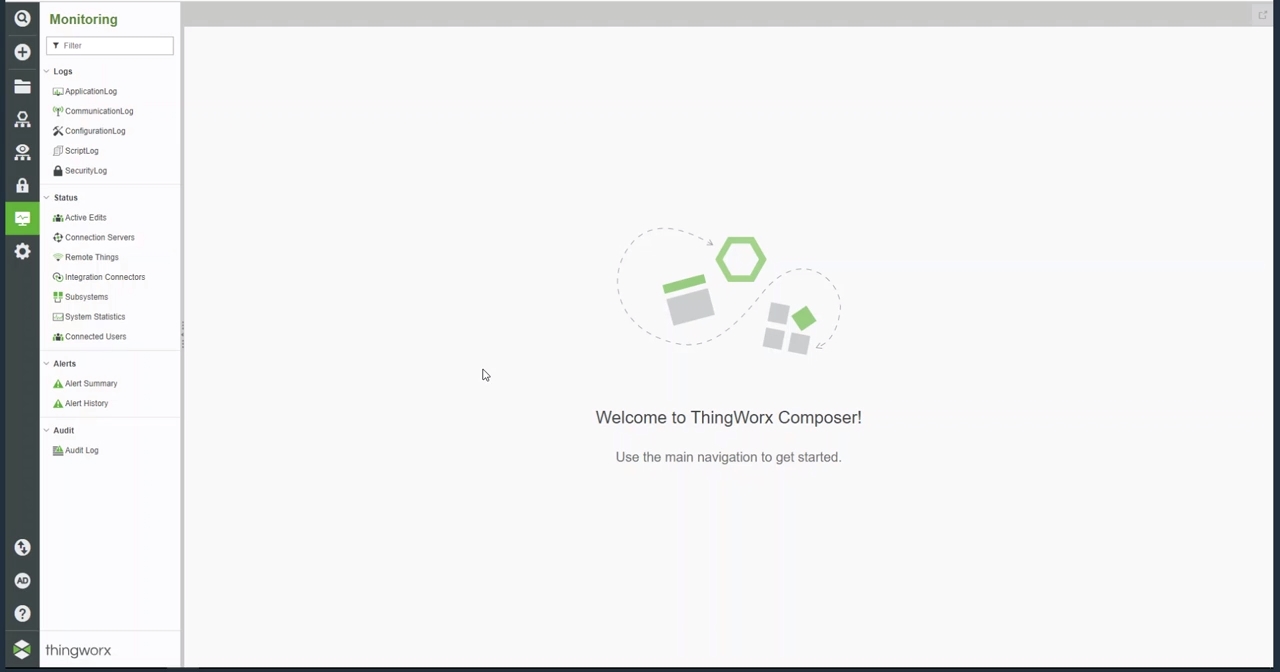 Monitoring
Filter
Logs
ApplicationLog
CommunicationLog
ConfigurationLog
ScriptLog
SecurityLog
Status
Active Edits
Connection Servers
Remote Things
Integration Connectors
Subsystems
System Statistics
Connected Users
Alerts
Alert Summary
Alert History
Audit
Audit Log
AD
?
thingworx
Welcome to ThingWorx Composer!
Use the main navigation to get started.